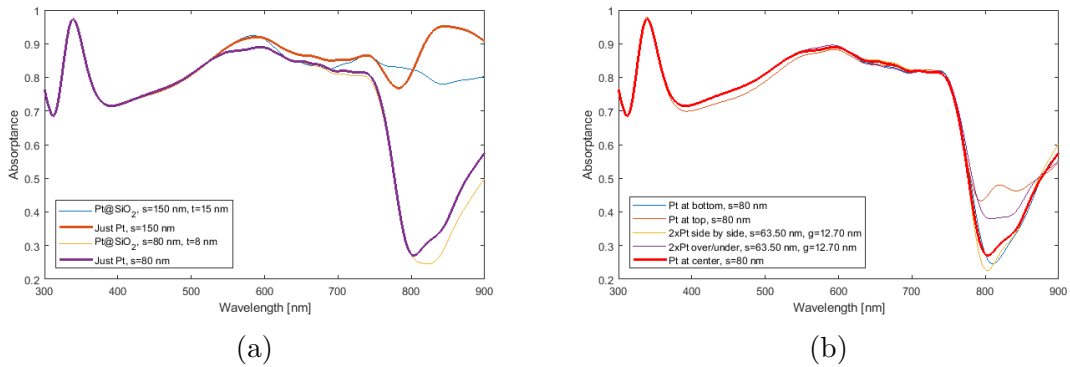 1
0.9
0.8
0.7
0.6
0.5
0.4
0.3
0.2
Absorptance
Pt@SiO2, s=150 nm, t=15 nm
Just Pt, s=150 nm
Pt@SiO2, s=80 nm, t=8 nm
Just Pt, s=80 nm
300 400 500 600 700 800 900
Wavelength [nm]
(a)
1
0.9
0.8
0.7
0.6
0.5
0.4
0.3
0.2
Absorptance
Pt at bottom, s=80 nm
Pt at top, s=80 nm
2xPt side by side, s=63.50 nm, g=12.70 nm
2xPt over/under, s=63.50 nm, g=12.70 nm
Pt at center, s=80 nm
300 400 500 600 700 800 900
Wavelength [nm]
(b)